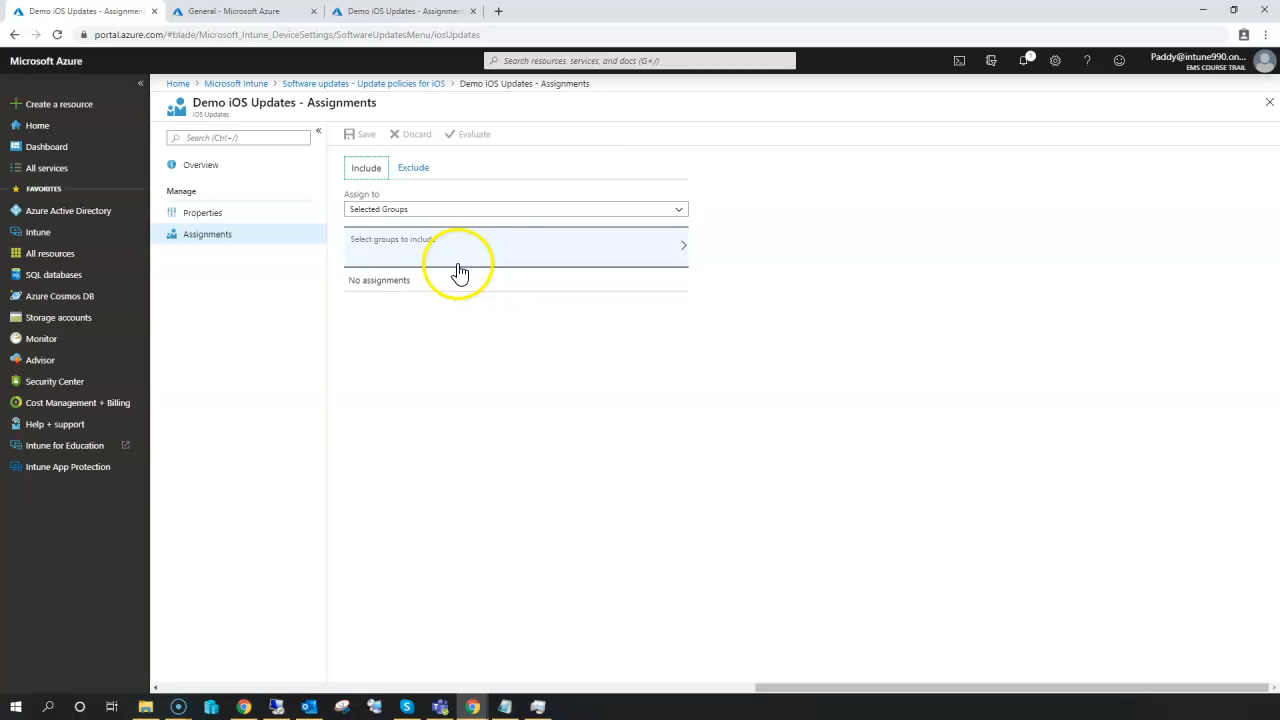 Demo iOS Updates - Assignment
General - Microsoft Azure
Demo iOS Updates - Assignment
portal.azure.com/#blade/Microsoft_Intune_DeviceSettings/SoftwareUpdatesMenu/iosUpdates
Microsoft Azure
Search resources, services, and docs (G+/)
1
Paddy@intune990.on...
EMS COURSE TRAIL
Home > Microsoft Intune > Software updates - Update policies for iOS > Demo iOS Updates - Assignments
Demo iOS Updates - Assignments
iOS Updates
Create a resource
Home
Dashboard
All services
FAVORITES
Azure Active Directory
Intune
All resources
SQL databases
Azure Cosmos DB
Storage accounts
Monitor
Advisor
Security Center
Cost Management + Billing
Help + support
Intune for Education
Intune App Protection
Search (Ctrl+/)
Overview
Manage
Properties
Assignments
Save
Discard
Evaluate
Include
Exclude
Assign to
Selected Groups
Select groups to include
No assignments